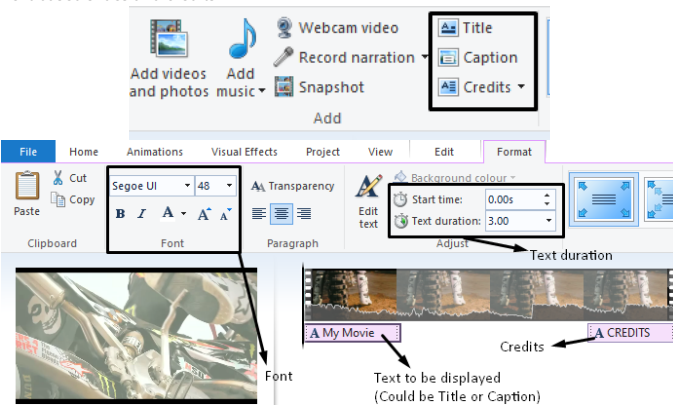 Webcam video
Title
Record narration
Caption
Add videos and photos
Add music
Snapshot
Credits
Add
File Home Animations Visual Effects Project View Edit Format
Cut
Copy
Paste
Clipboard
Segoe UI 48
B I A A A
Font
Transparency
Paragraph
Edit text
Background colour
Start time: 0.00s
Text duration: 3.00
Adjust
Text duration
A My Movie
A CREDITS
Credits
Font
Text to be displayed
(Could be Title or Caption)